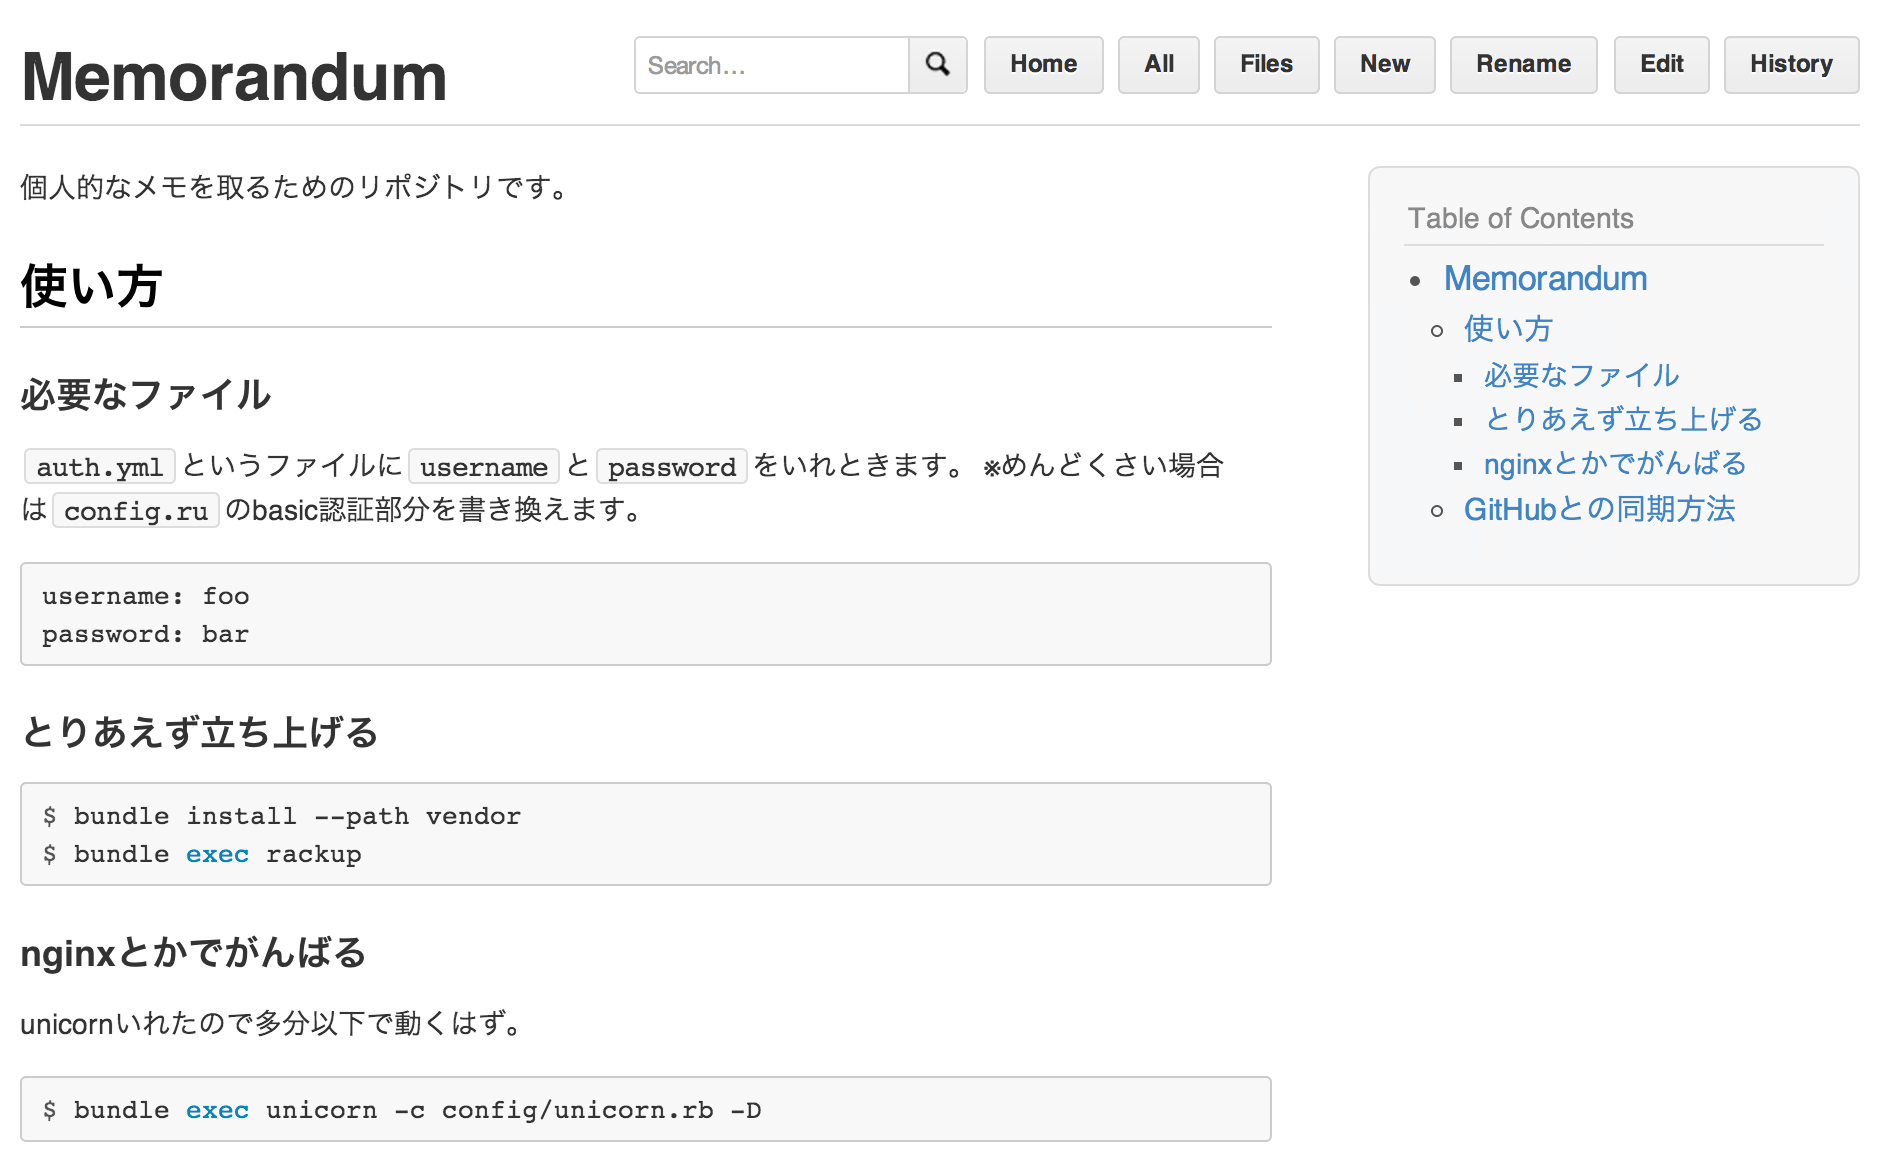 Memorandum
Search...
Home
All
Files
New
Rename
Edit
History
個人的なメモを取るためのリポジトリです。
使い方
必要なファイル
auth.yml というファイルに username と password をいれときます。 ※めんどくさい場合
は config.ru のbasic認証部分を書き換えます。
username: foo
password: bar
とりあえず立ち上げる
$ bundle install --path vendor
$ bundle exec rackup
nginxとかでがんばる
unicornいれたので多分以下で動くはず。
$ bundle exec unicorn -c config/unicorn.rb -D
Table of Contents
Memorandum
使い方
必要なファイル
とりあえず立ち上げる
nginxとかでがんばる
GitHubとの同期方法